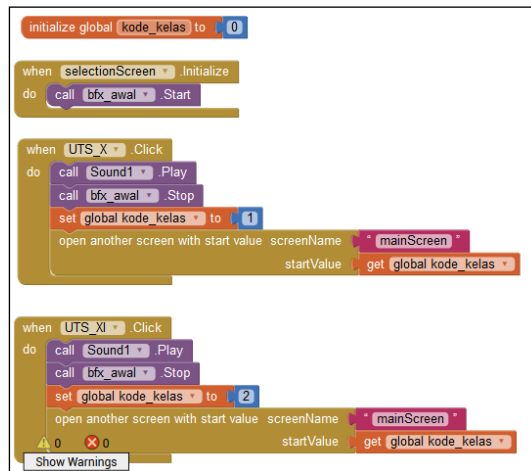 initialize global kode_kelas to 0
when selectionScreen .Initialize
do call bfx_awal .Start
when UTS_X .Click
do call Sound1 .Play
call bfx_awal .Stop
set global kode_kelas to 1
open another screen with start value screenName " mainScreen "
startValue get global kode_kelas
when UTS_XI .Click
do call Sound1 .Play
call bfx_awal .Stop
set global kode_kelas to 2
open another screen with start value screenName " mainScreen "
0 0 startValue get global kode_kelas
Show Warnings